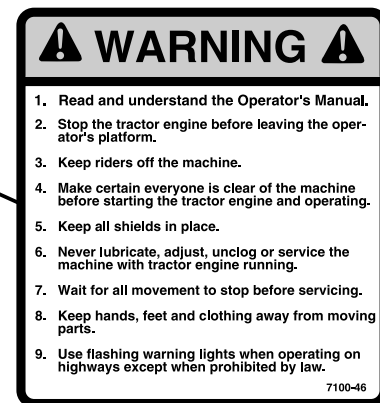 WARNING
1. Read and understand the Operator's Manual.
2. Stop the tractor engine before leaving the oper-
ator's platform.
3. Keep riders off the machine.
4. Make certain everyone is clear of the machine
before starting the tractor engine and operating.
5. Keep all shields in place.
6. Never lubricate, adjust, unclog or service the
machine with tractor engine running.
7. Wait for all movement to stop before servicing.
8. Keep hands, feet and clothing away from moving
parts.
9. Use flashing warning lights when operating on
highways except when prohibited by law.
7100-46